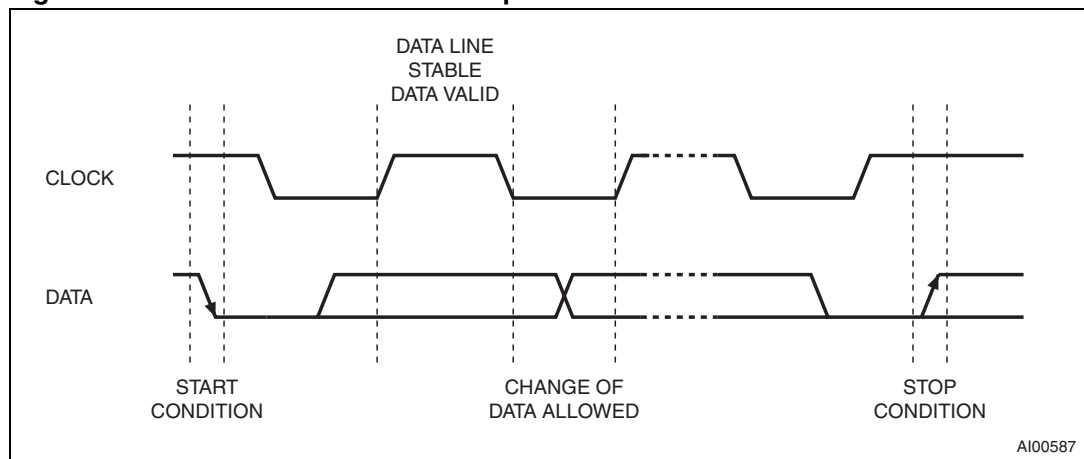 DATA LINE
STABLE
DATA VALID
CLOCK
DATA
START
CONDITION
CHANGE OF
DATA ALLOWED
STOP
CONDITION
AI00587